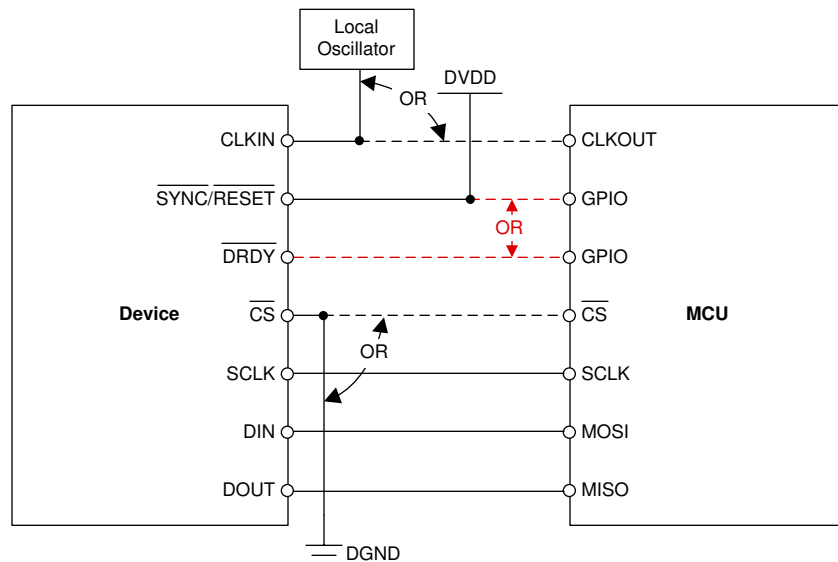 Local
Oscillator
DVDD
OR
CLKIN
CLKOUT
SYNC/RESET
GPIO
OR
DRDY
GPIO
Device
CS
CS
MCU
OR
SCLK
SCLK
DIN
MOSI
DOUT
MISO
DGND